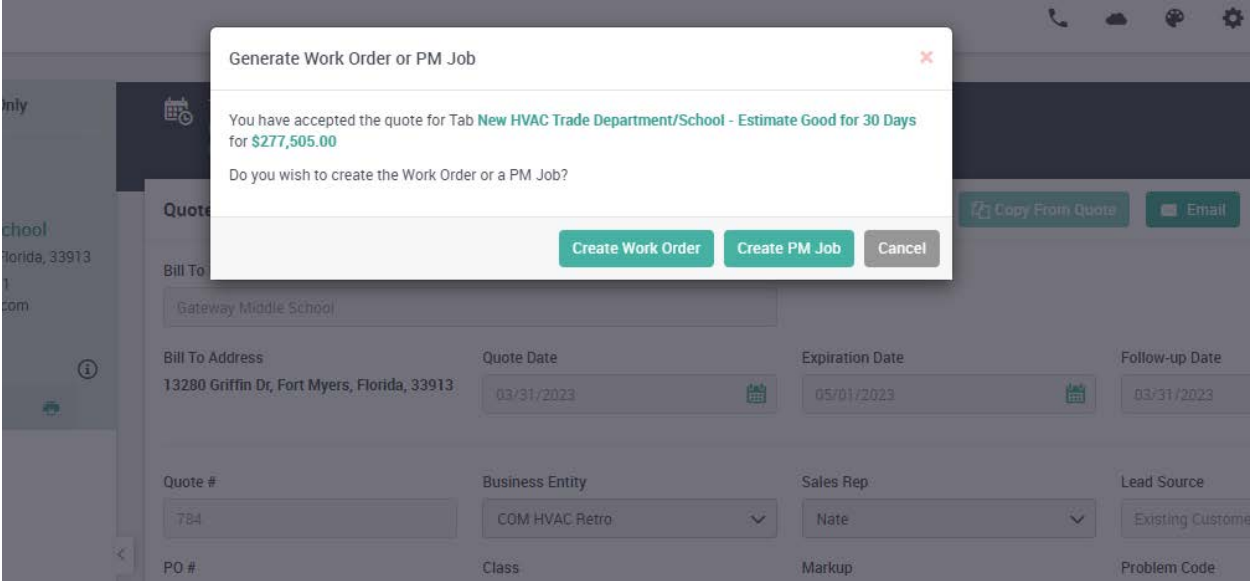 Generate Work Order or PM Job
×
You have accepted the quote for Tab New HVAC Trade Department/School - Estimate Good for 30 Days
for $277,505.00
Do you wish to create the Work Order or a PM Job?
Create Work Order Create PM Job Cancel
Only
chool
Florida, 33913
1
com
Quote
Copy From Quote Email
Bill To
Gateway Middle School
Bill To Address Quote Date Expiration Date Follow-up Date
13280 Griffin Dr, Fort Myers, Florida, 33913 03/31/2023 05/01/2023 03/31/2023
Quote # Business Entity Sales Rep Lead Source
784 COM HVAC Retro Nate Existing Custome
PO # Class Markup Problem Code